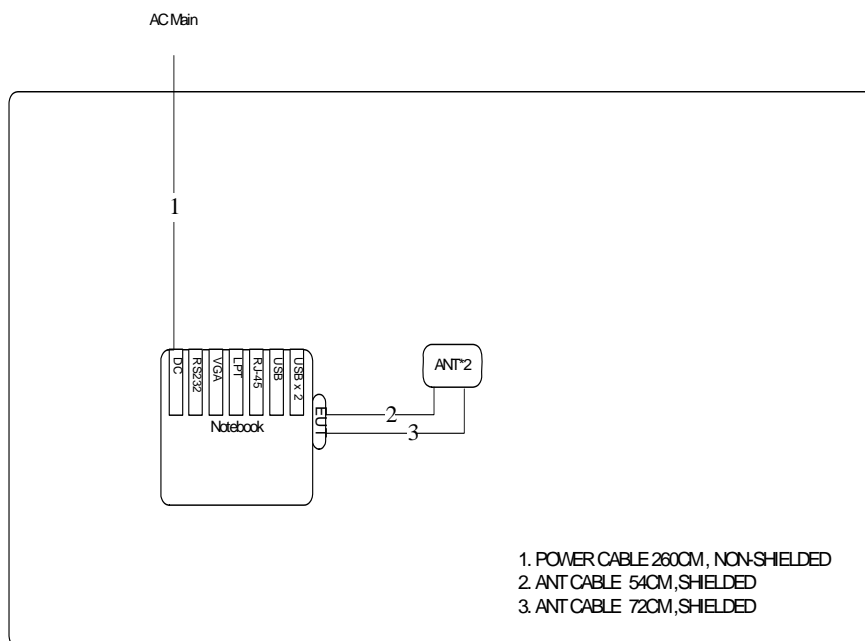 AC Main
1
DC
RS232
VGA
LPT
RJ-45
USB
USB x 2
Notebook
EUT
ANT*2
2
3
1. POWER CABLE 260CM, NON-SHIELDED
2. ANT CABLE 54CM,SHIELDED
3. ANT CABLE 72CM,SHIELDED